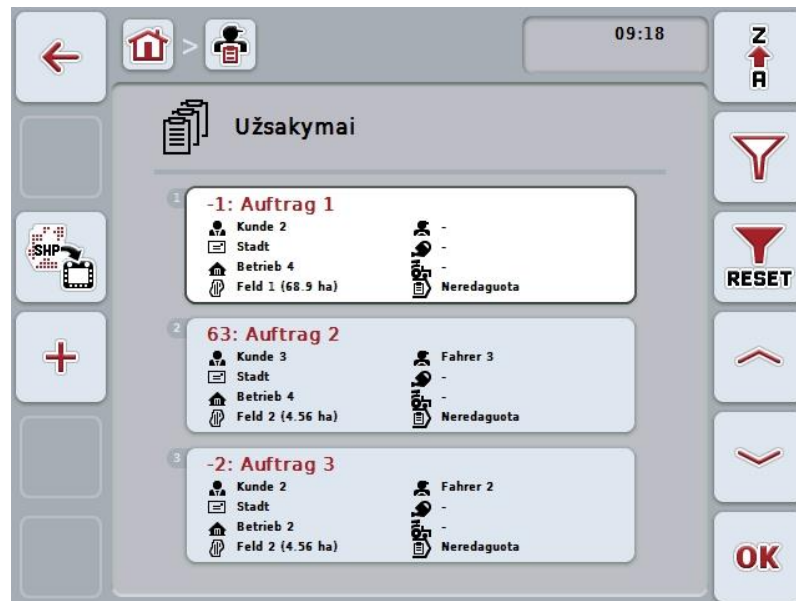 09:18
Z
A
Užsakymai
1
-1: Auftrag 1
Kunde 2 -
Stadt -
Betrieb 4 -
Feld 1 (68.9 ha) Neredaguota
SHP
RESET
2
63: Auftrag 2
Kunde 3 Fahrer 3
Stadt -
Betrieb 4 -
Feld 2 (4.56 ha) Neredaguota
3
-2: Auftrag 3
Kunde 2 Fahrer 2
Stadt -
Betrieb 2 -
Feld 2 (4.56 ha) Neredaguota
OK